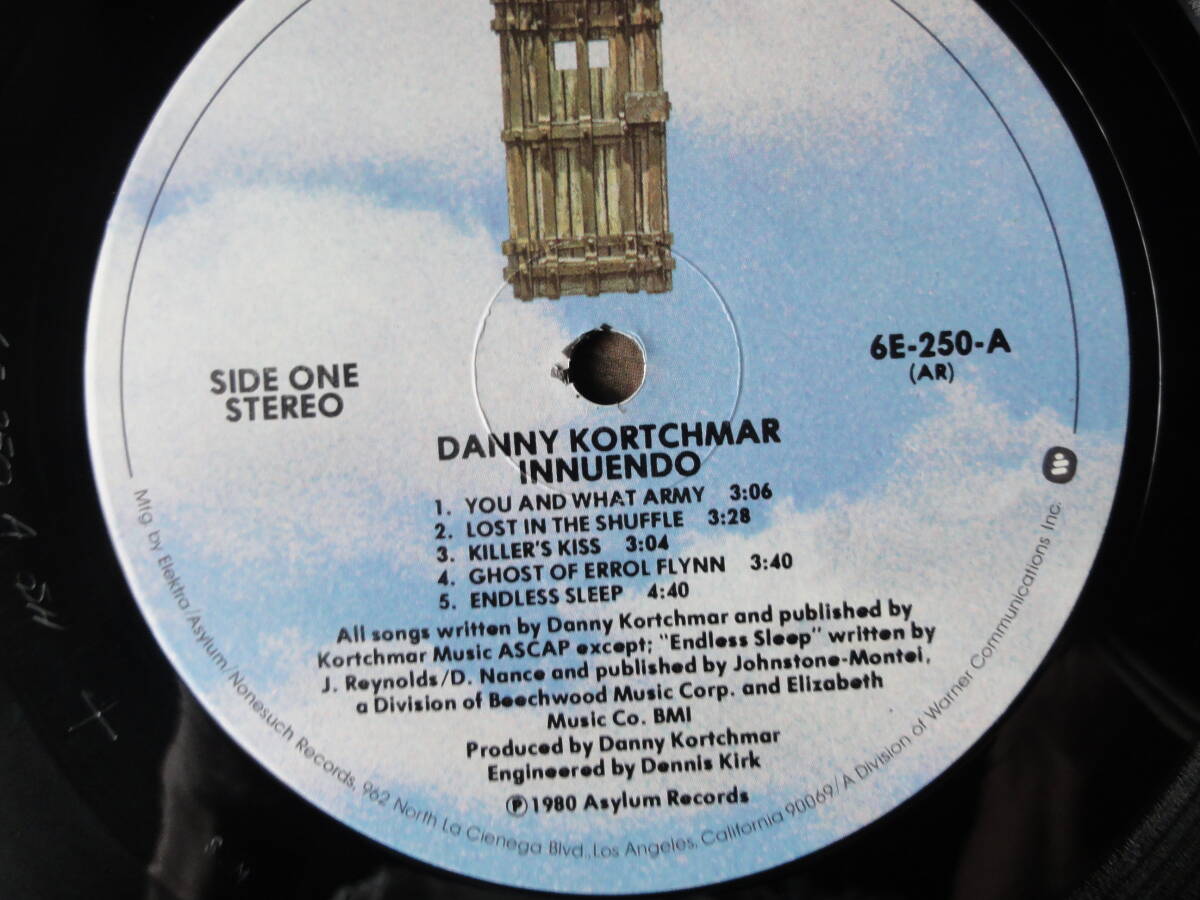 SIDE ONE
STEREO
6E-250-A
(AR)
DANNY KORTCHMAR
INNUENDO
1. YOU AND WHAT ARMY 3:06
2. LOST IN THE SHUFFLE 3:28
3. KILLER'S KISS 3:04
4. GHOST OF ERROL FLYNN 3:40
5. ENDLESS SLEEP 4:40
All songs written by Danny Kortchmar and published by
Kortchmar Music ASCAP except; "Endless Sleep" written by
J. Reynolds/D. Nance and published by Johnstone-Montei,
a Division of Beechwood Music Corp. and Elizabeth
Music Co. BMI
Produced by Danny Kortchmar
Engineered by Dennis Kirk
℗1980 Asylum Records
Mfg. by Elektra/Asylum/Nonesuch Records, 962 North La Cienega Blvd., Los Angeles, California 90069/A Division of Warner Communications Inc.